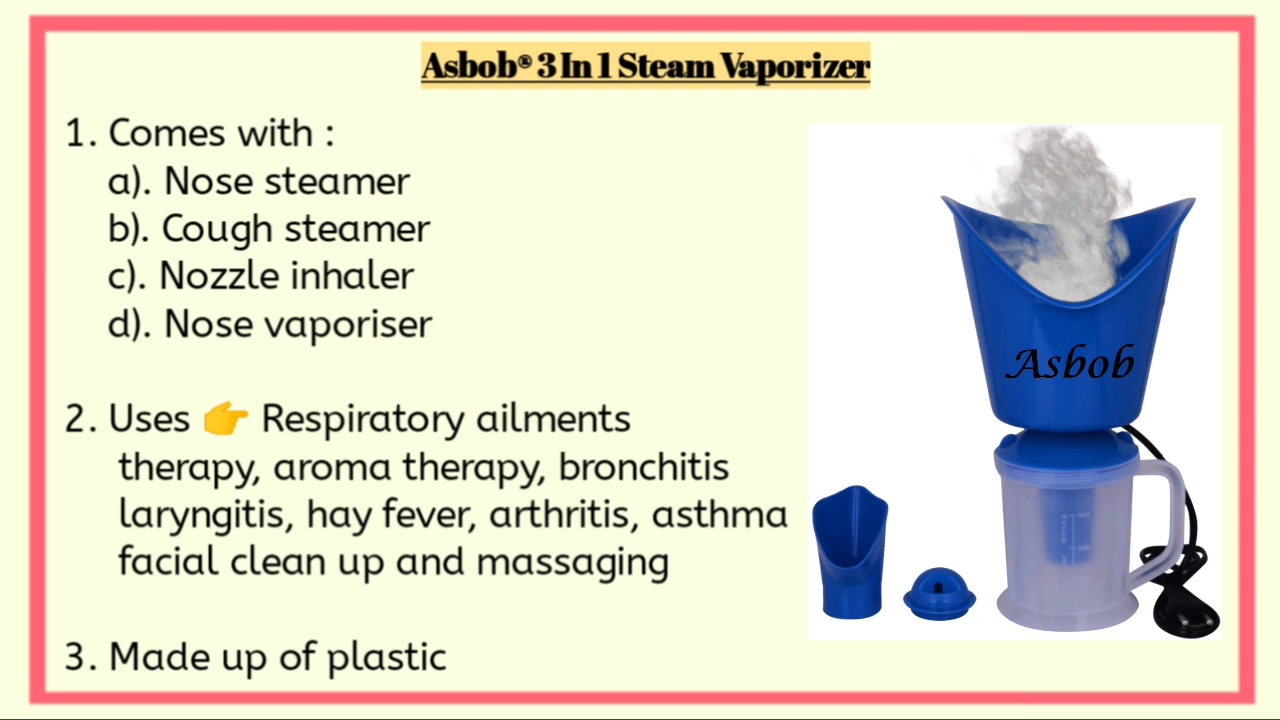 Asbob® 3 In 1 Steam Vaporizer
1. Comes with :
a). Nose steamer
b). Cough steamer
c). Nozzle inhaler
d). Nose vaporiser
2. Uses 👉 Respiratory ailments
therapy, aroma therapy, bronchitis
laryngitis, hay fever, arthritis, asthma
facial clean up and massaging
3. Made up of plastic
Asbob